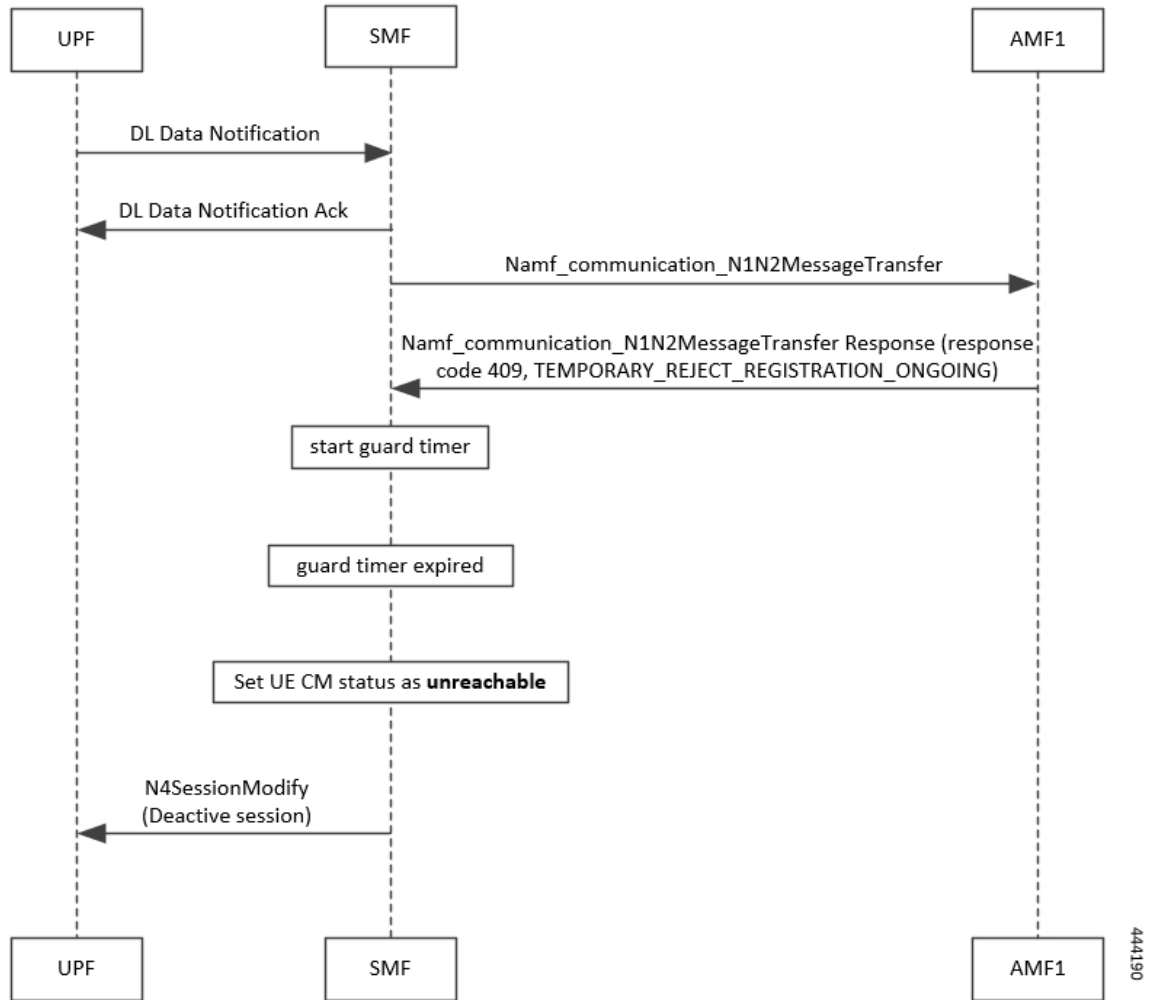 UPF
SMF
AMF1
DL Data Notification
DL Data Notification Ack
Namf_communication_N1N2MessageTransfer
Namf_communication_N1N2MessageTransfer Response (response
code 409, TEMPORARY_REJECT_REGISTRATION_ONGOING)
start guard timer
guard timer expired
Set UE CM status as unreachable
N4SessionModify
(Deactive session)
UPF
SMF
AMF1
444190